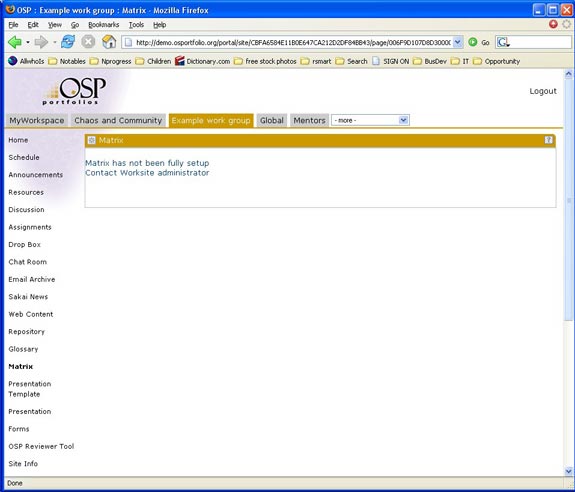 OSP : Example work group : Matrix - Mozilla Firefox
File Edit View Go Bookmarks Tools Help
http://demo.osportfolio.org/portal/site/CBFA6584E11B0E647CA212D2DF84BB43/page/006F9D107D8D3000 Go G
AllwhoIs Notables Nprogress Children Dictionary.com free stock photos rsmart Search SIGN ON BusDev IT Opportunity
OSP
portfolios
Logout
MyWorkspace Chaos and Community Example work group Global Mentors - more -
Home
Schedule
Announcements
Resources
Discussion
Assignments
Drop Box
Chat Room
Email Archive
Sakai News
Web Content
Repository
Glossary
Matrix
Presentation
Template
Presentation
Forms
OSP Reviewer Tool
Site Info
Matrix ?
Matrix has not been fully setup
Contact Worksite administrator
Done